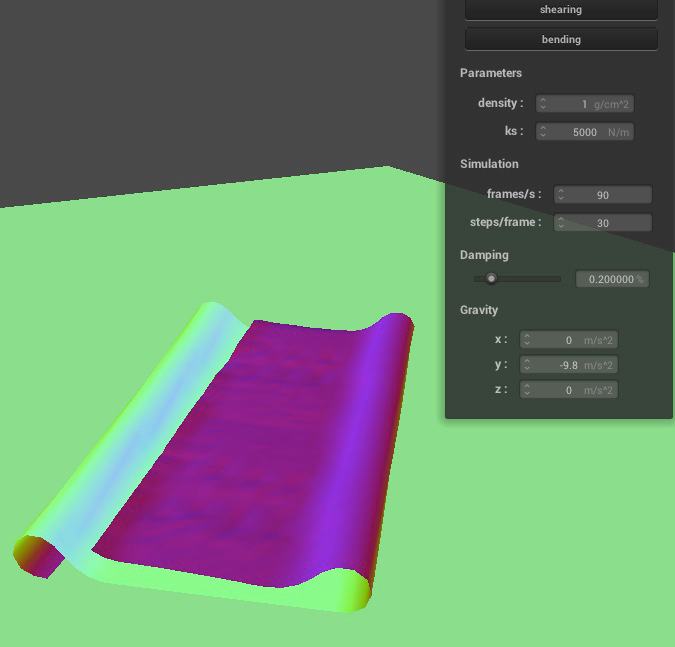 shearing
bending
Parameters
density : 1 g/cm^2
ks : 5000 N/m
Simulation
frames/s : 90
steps/frame : 30
Damping
0.200000 %
Gravity
x : 0 m/s^2
y : -9.8 m/s^2
z : 0 m/s^2